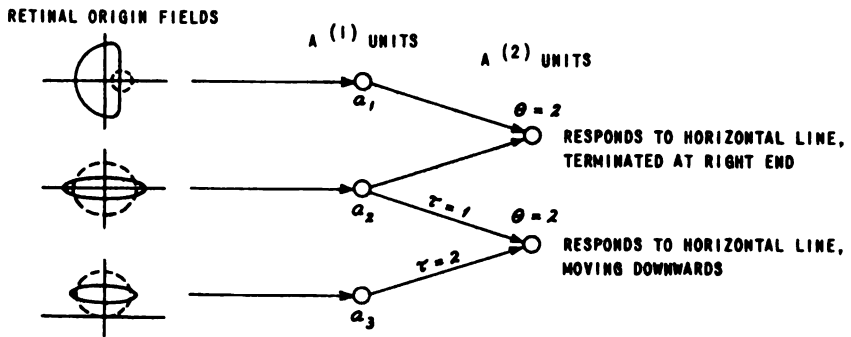 RETINAL ORIGIN FIELDS
A (1) UNITS
A (2) UNITS
a1
θ = 2
RESPONDS TO HORIZONTAL LINE,
TERMINATED AT RIGHT END
a2
τ = 1
θ = 2
RESPONDS TO HORIZONTAL LINE,
MOVING DOWNWARDS
τ = 2
a3